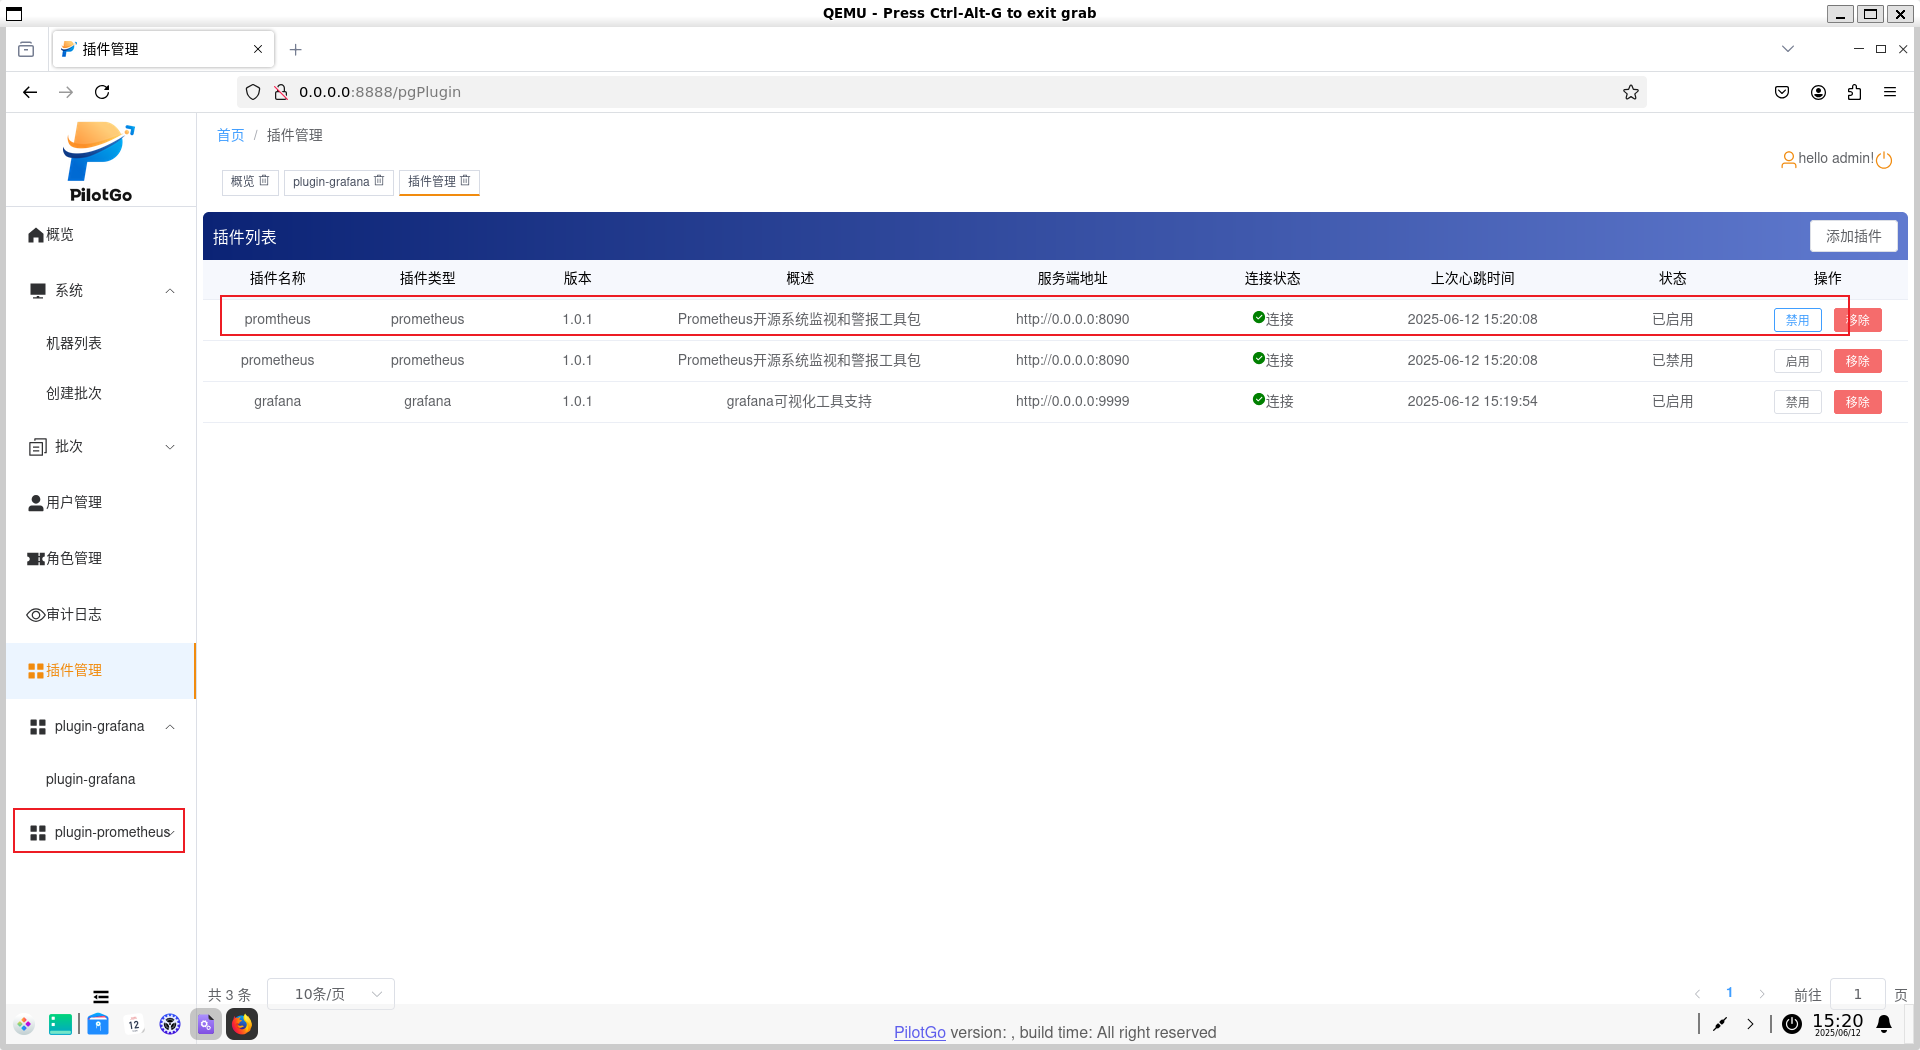 QEMU - Press Ctrl-Alt-G to exit grab
插件管理
0.0.0.0:8888/pgPlugin
PilotGo
首页 / 插件管理
hello admin!
概览 plugin-grafana 插件管理
概览
系统
机器列表
创建批次
批次
用户管理
角色管理
审计日志
插件管理
plugin-grafana
plugin-grafana
plugin-prometheus
插件列表 添加插件
插件名称 插件类型 版本 概述 服务端地址 连接状态 上次心跳时间 状态 操作
promtheus prometheus 1.0.1 Prometheus开源系统监视和警报工具包 http://0.0.0.0:8090 连接 2025-06-12 15:20:08 已启用 禁用 移除
prometheus prometheus 1.0.1 Prometheus开源系统监视和警报工具包 http://0.0.0.0:8090 连接 2025-06-12 15:20:08 已禁用 启用 移除
grafana grafana 1.0.1 grafana可视化工具支持 http://0.0.0.0:9999 连接 2025-06-12 15:19:54 已启用 禁用 移除
共 3 条 10条/页 1 前往 1 页
PilotGo version: , build time: All right reserved
12
15:20
2025/06/12